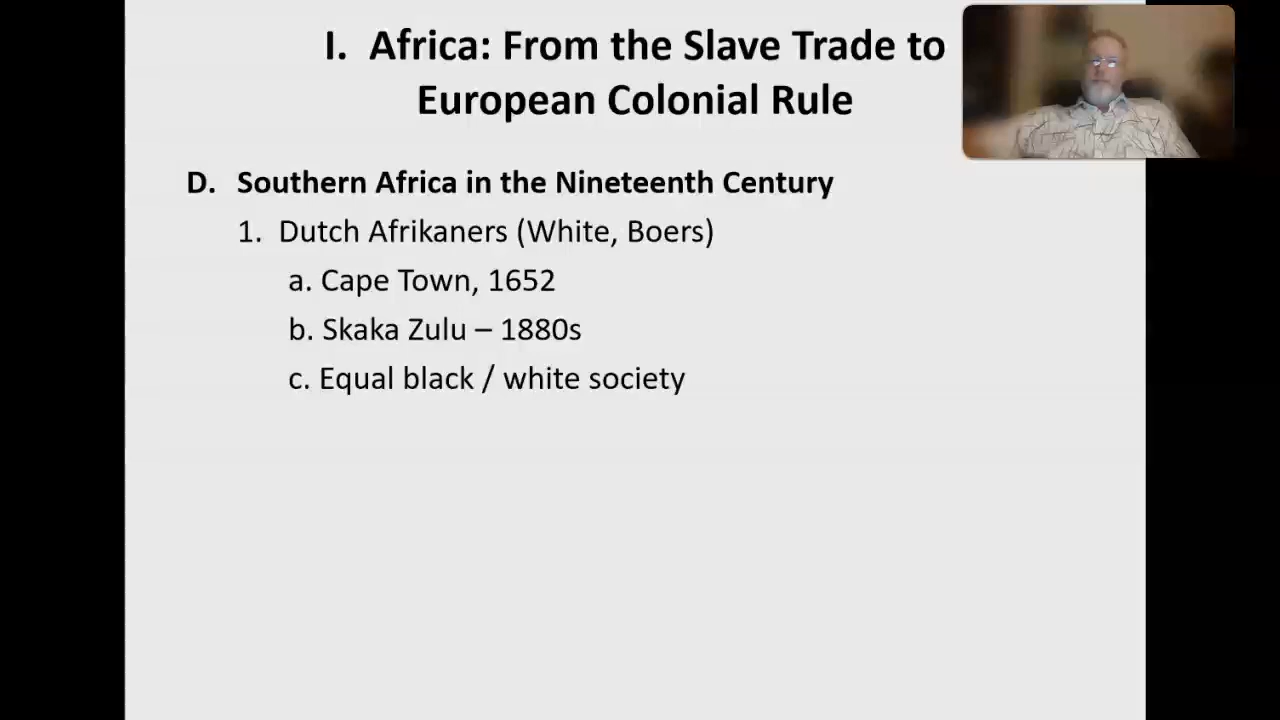 I. Africa: From the Slave Trade to
European Colonial Rule
D. Southern Africa in the Nineteenth Century
1. Dutch Afrikaners (White, Boers)
a. Cape Town, 1652
b. Skaka Zulu – 1880s
c. Equal black / white society